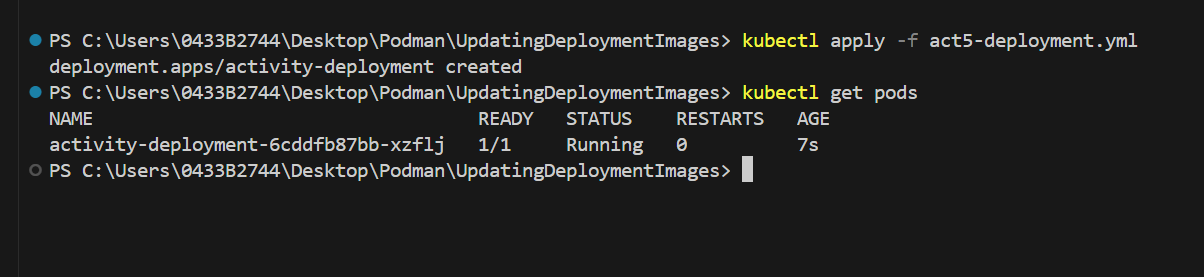 PS C:\Users\0433B2744\Desktop\Podman\UpdatingDeploymentImages> kubectl apply -f act5-deployment.yml
deployment.apps/activity-deployment created
PS C:\Users\0433B2744\Desktop\Podman\UpdatingDeploymentImages> kubectl get pods
NAME READY STATUS RESTARTS AGE
activity-deployment-6cddfb87bb-xzflj 1/1 Running 0 7s
PS C:\Users\0433B2744\Desktop\Podman\UpdatingDeploymentImages>